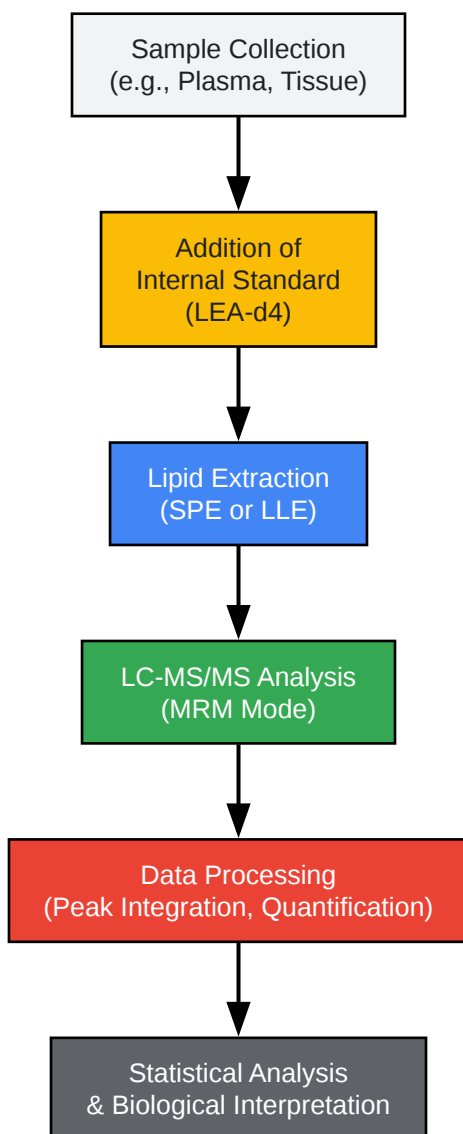 Sample Collection
(e.g., Plasma, Tissue)
Addition of
Internal Standard
(LEA-d4)
Lipid Extraction
(SPE or LLE)
LC-MS/MS Analysis
(MRM Mode)
Data Processing
(Peak Integration, Quantification)
Statistical Analysis
& Biological Interpretation